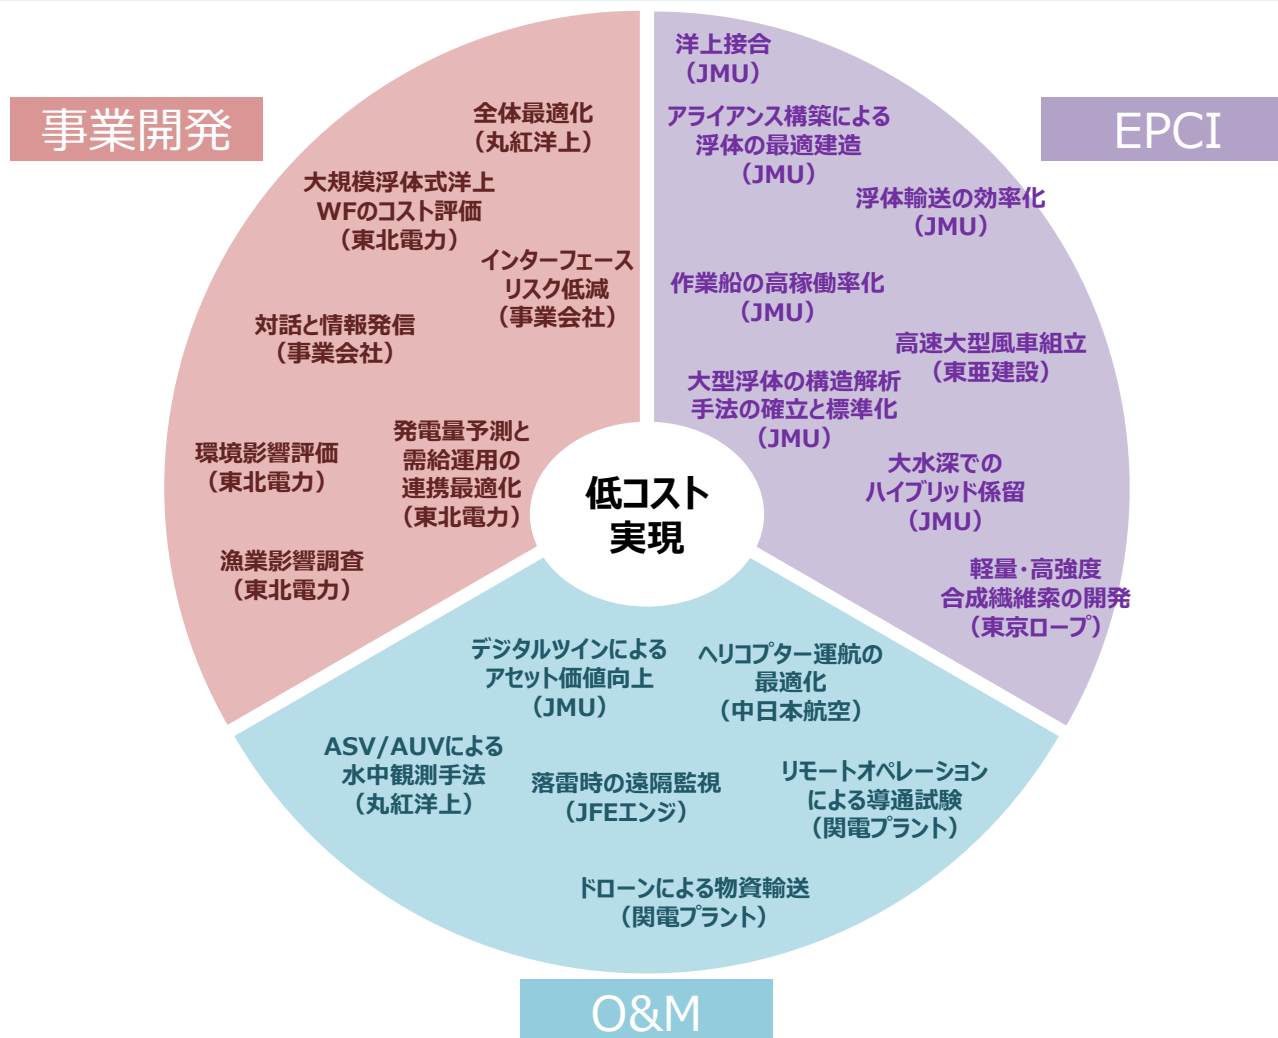 事業開発
全体最適化
（丸紅洋上）
大規模浮体式洋上
WFのコスト評価
（東北電力）
インターフェース
リスク低減
（事業会社）
対話と情報発信
（事業会社）
環境影響評価
（東北電力）
発電量予測と
需給運用の
連携最適化
（東北電力）
漁業影響調査
（東北電力）
EPCI
洋上接合
（JMU）
アライアンス構築による
浮体の最適建造
（JMU）
浮体輸送の効率化
（JMU）
作業船の高稼働率化
（JMU）
高速大型風車組立
（東亜建設）
大型浮体の構造解析
手法の確立と標準化
（JMU）
大水深での
ハイブリッド係留
（JMU）
軽量・高強度
合成繊維索の開発
（東京ロープ）
低コスト
実現
デジタルツインによる
アセット価値向上
（JMU）
ヘリコプター運航の
最適化
（中日本航空）
ASV/AUVによる
水中観測手法
（丸紅洋上）
落雷時の遠隔監視
（JFEエンジ）
リモートオペレーション
による導通試験
（関電プラント）
ドローンによる物資輸送
（関電プラント）
O&M